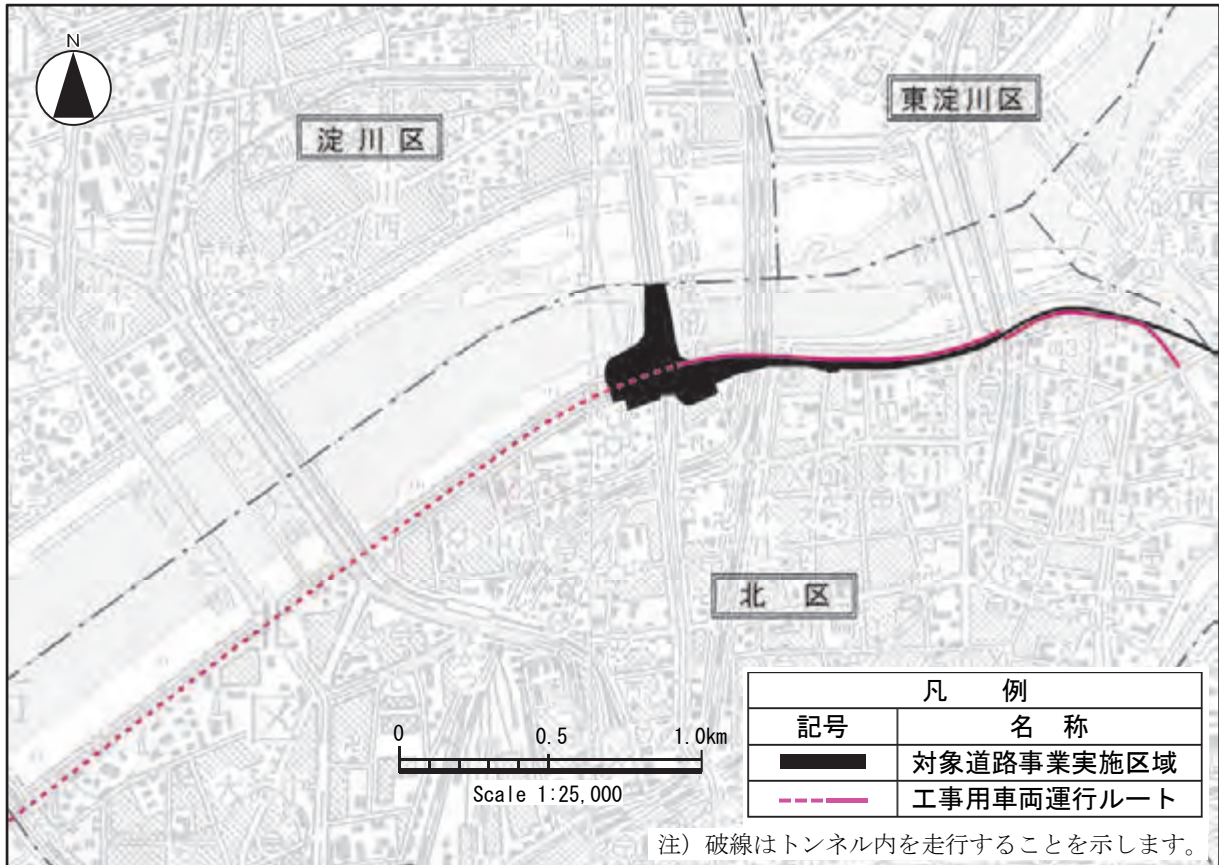 N
淀川区
東淀川区
北 区
0 0.5 1.0km
Scale 1:25,000
凡 例
記号 名 称
対象道路事業実施区域
工事用車両運行ルート
注）破線はトンネル内を走行することを示します。